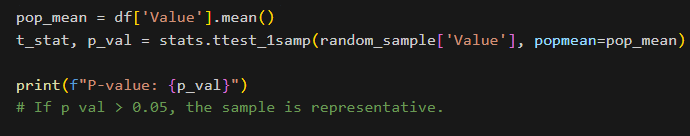 pop_mean = df['Value'].mean()
t_stat, p_val = stats.ttest_1samp(random_sample['Value'], popmean=pop_mean)
print(f"P-value: {p_val}")
# If p val > 0.05, the sample is representative.